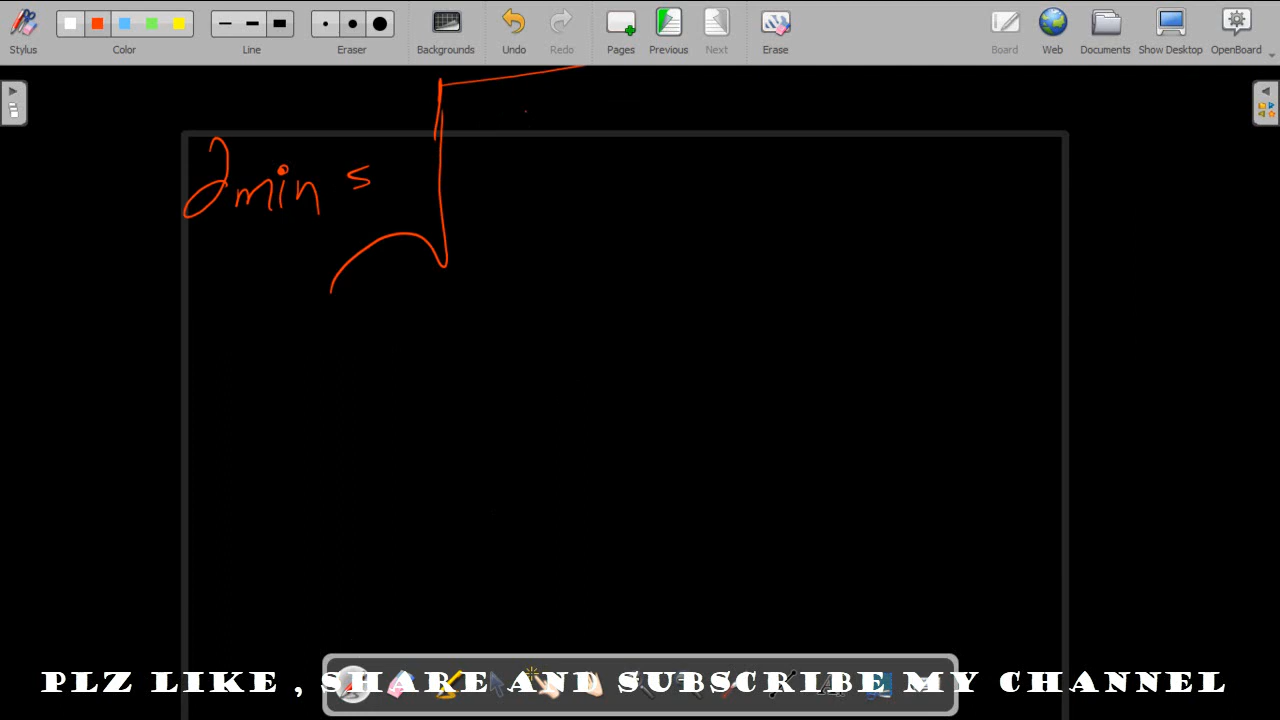 Stylus Color Line Eraser Backgrounds Undo Redo Pages Previous Next Erase Board Web Documents Show Desktop OpenBoard
min =
PLZ LIKE , SHARE AND SUBSCRIBE MY CHANNEL